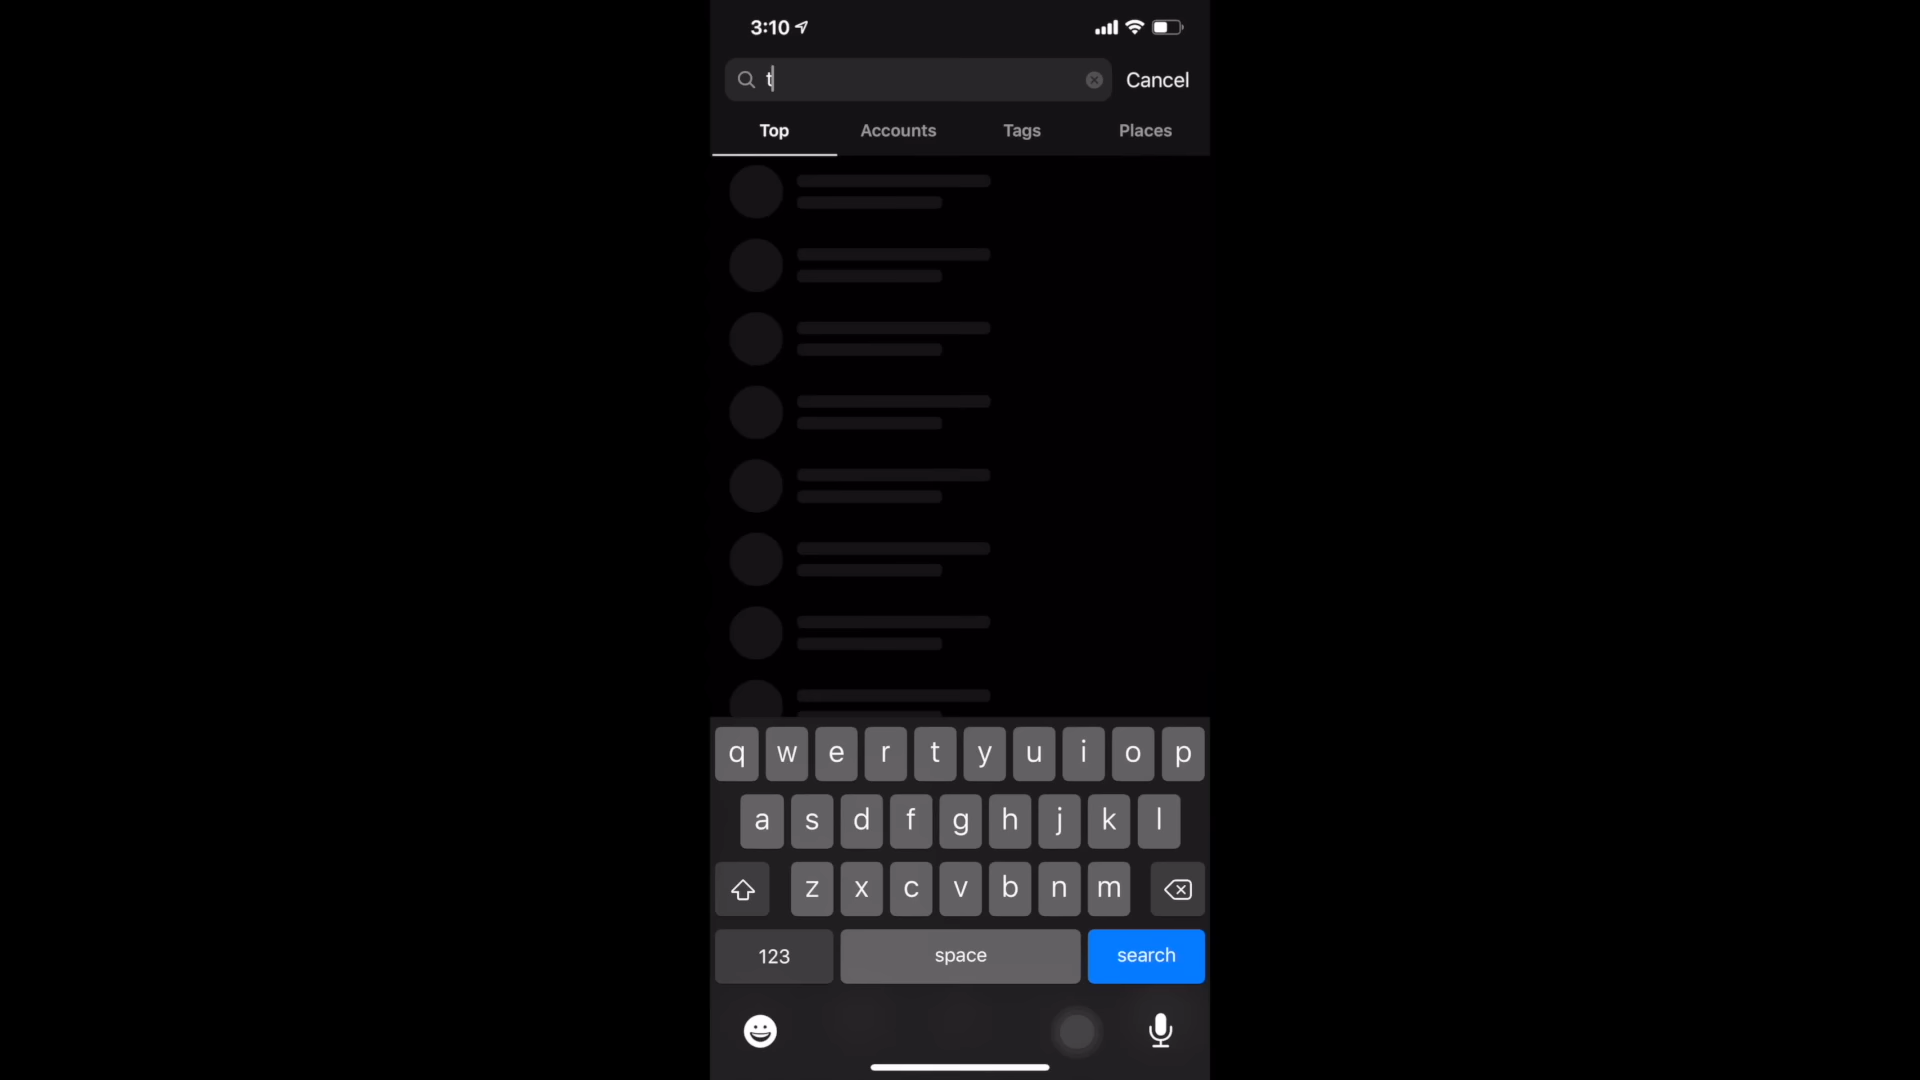 3:10
t
Cancel
Top Accounts Tags Places
q w e r t y u i o p
a s d f g h j k l
z x c v b n m
123 space search